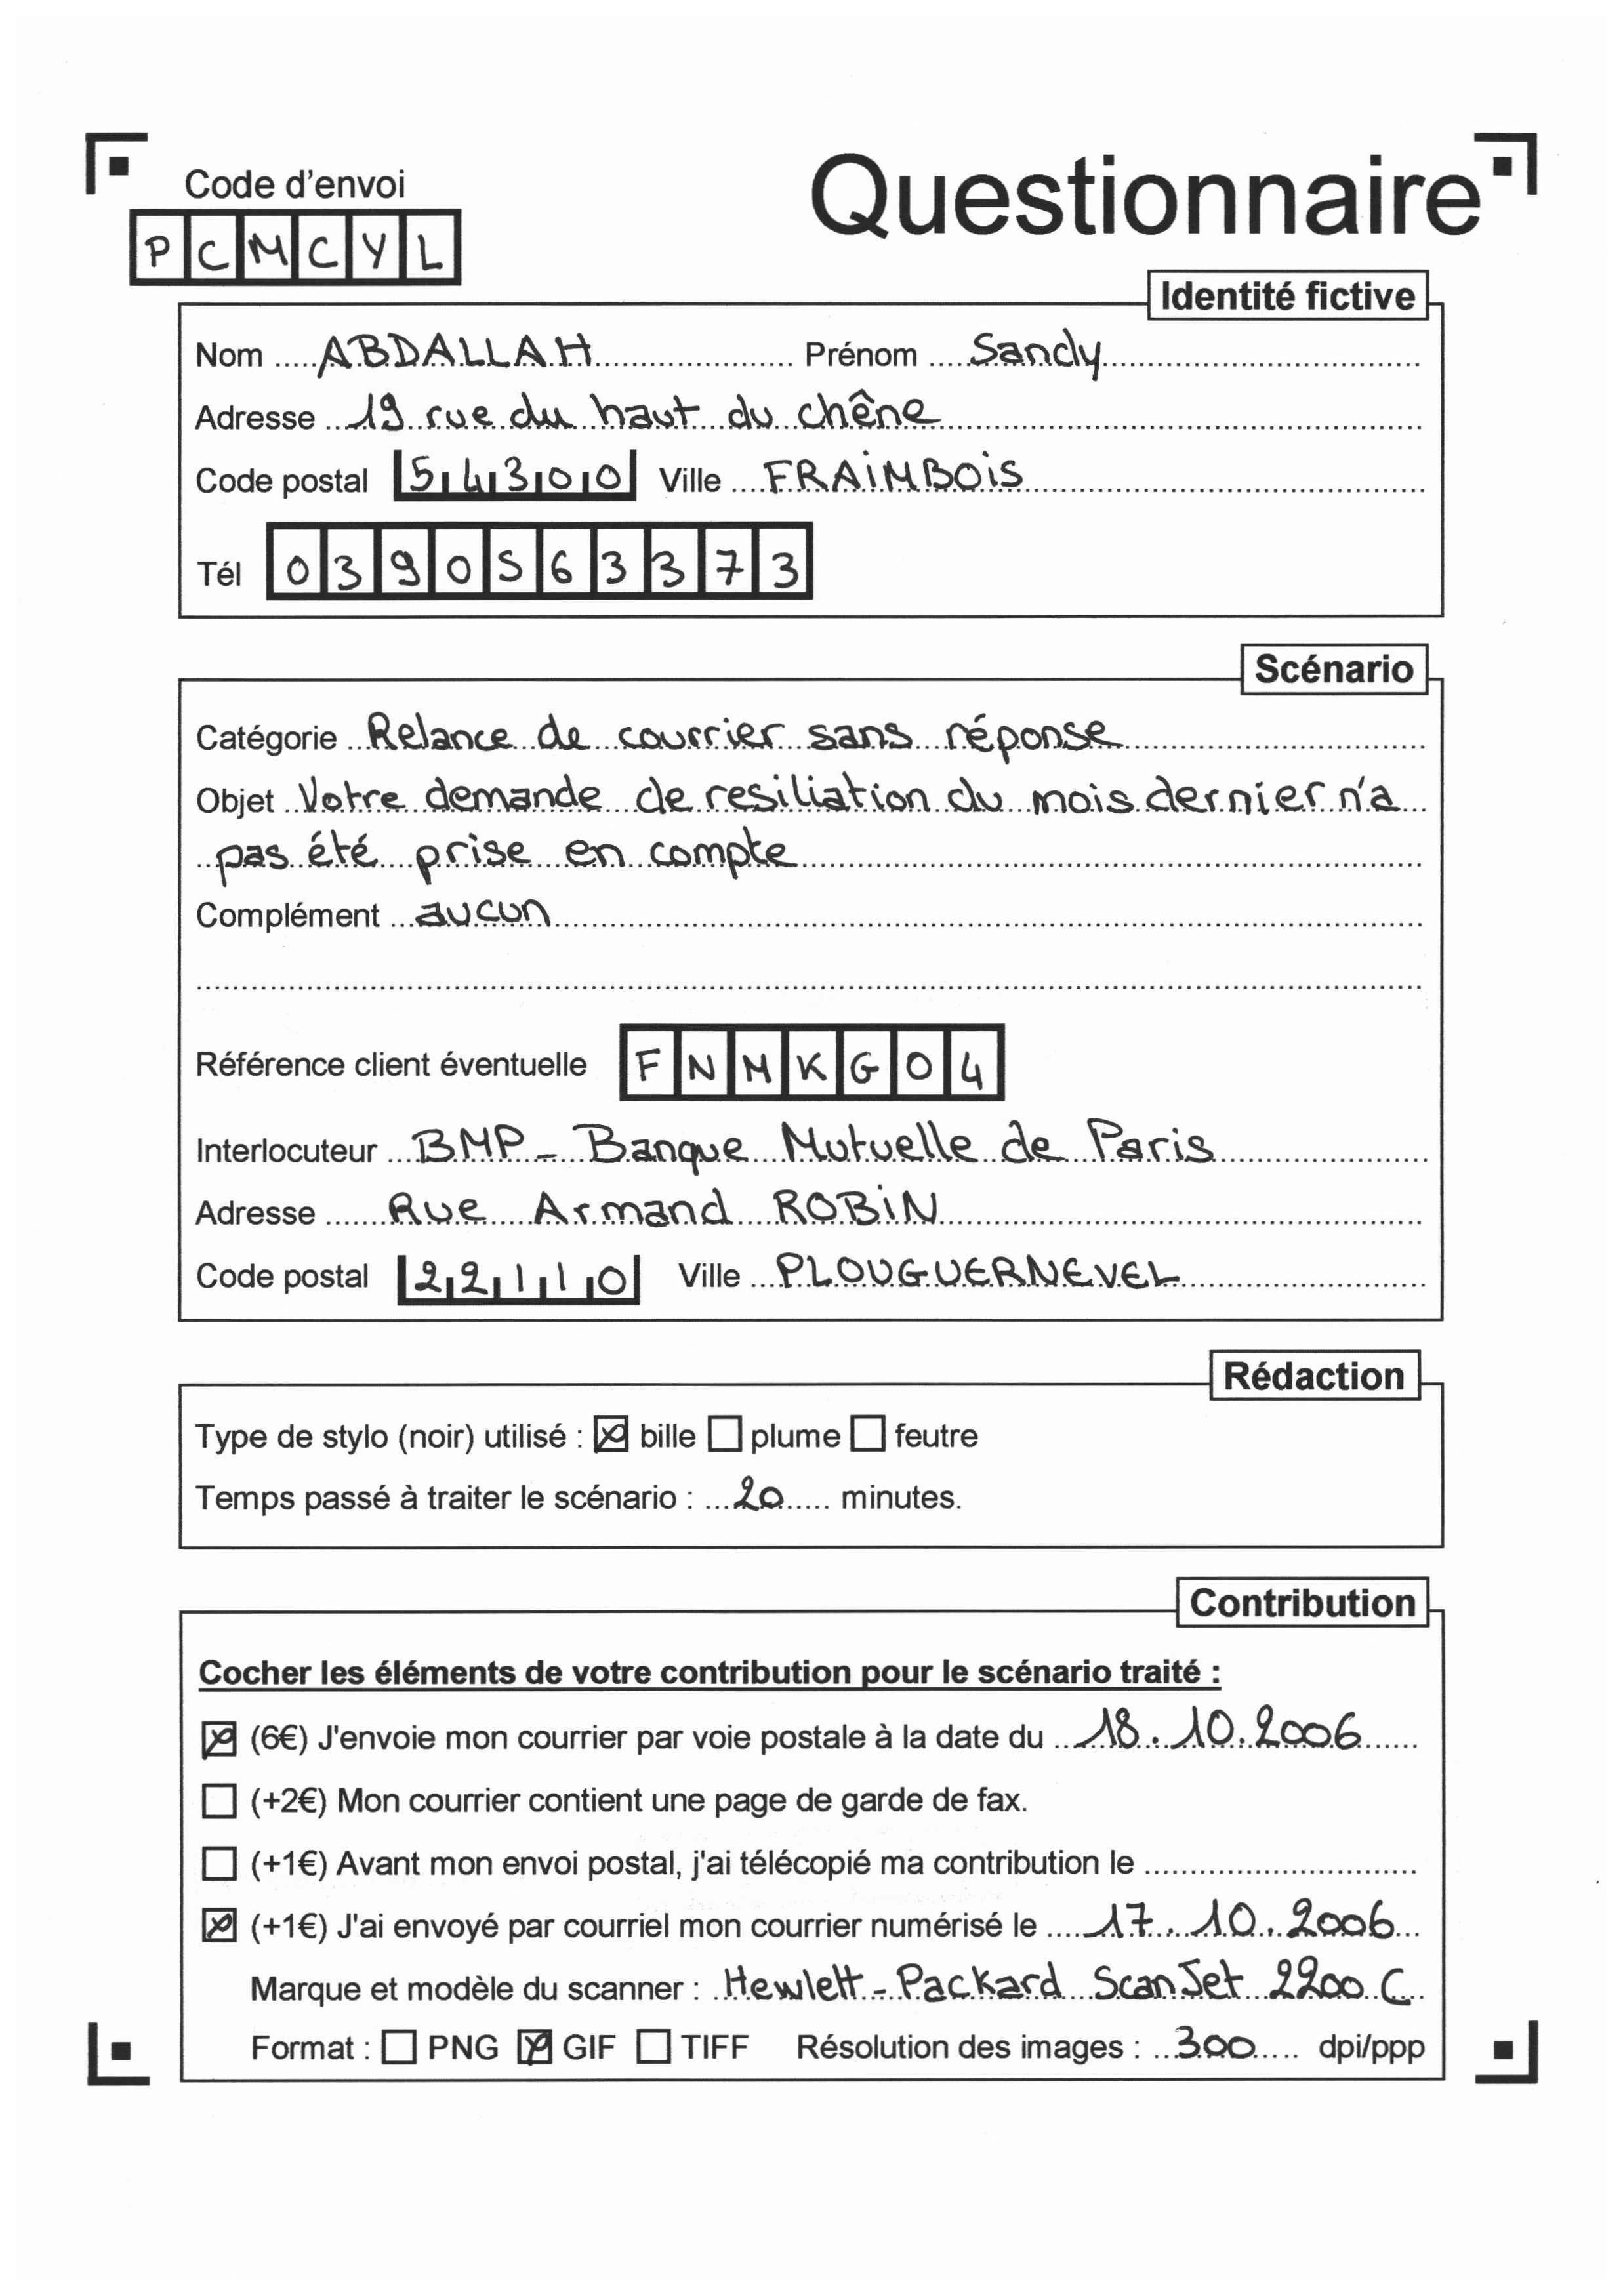 Code d'envoi
Questionnaire
PCMCYL
Identité fictive
Nom ABDALLAH Prénom Sandy
Adresse 19 rue du haut du chêne
Code postal 54300 Ville FRAIMBOIS
Tél 0390563373
Scénario
Catégorie Relance de courrier sans réponse
Objet Votre demande de resiliation du mois dernier n'a
pas été prise en compte
Complément aucun
Référence client éventuelle FNMKG04
Interlocuteur BMP - Banque Mutuelle de Paris
Adresse Rue Armand ROBIN
Code postal 22110 Ville PLOUGUERNEVEL
Rédaction
Type de stylo (noir) utilisé : ☒ bille ☐ plume ☐ feutre
Temps passé à traiter le scénario : 20 minutes.
Contribution
Cocher les éléments de votre contribution pour le scénario traité :
☒ (6€) J'envoie mon courrier par voie postale à la date du 18.10.2006
☐ (+2€) Mon courrier contient une page de garde de fax.
☐ (+1€) Avant mon envoi postal, j'ai télécopié ma contribution le
☒ (+1€) J'ai envoyé par courriel mon courrier numérisé le 17.10.2006
Marque et modèle du scanner : Hewlett-Packard ScanJet 2200 C
Format : ☐ PNG ☒ GIF ☐ TIFF Résolution des images : 300 dpi/ppp